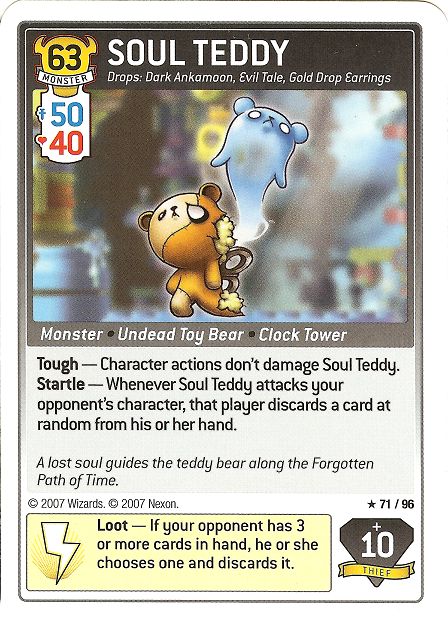 63
MONSTER
SOUL TEDDY
Drops: Dark Ankamoon, Evil Tale, Gold Drop Earrings
50
40
Monster • Undead Toy Bear • Clock Tower
Tough — Character actions don't damage Soul Teddy.
Startle — Whenever Soul Teddy attacks your
opponent's character, that player discards a card at
random from his or her hand.
A lost soul guides the teddy bear along the Forgotten
Path of Time.
© 2007 Wizards. © 2007 Nexon.
★ 71 / 96
Loot — If your opponent has 3
or more cards in hand, he or she
chooses one and discards it.
+
10
THIEF